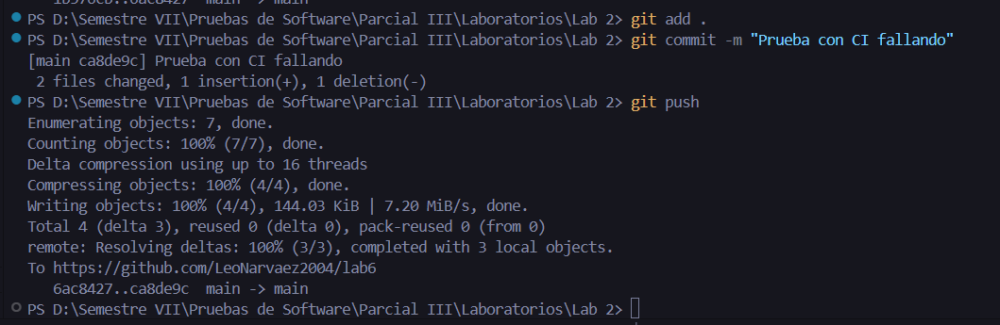 PS D:\Semestre VII\Pruebas de Software\Parcial III\Laboratorios\Lab 2> git add .
PS D:\Semestre VII\Pruebas de Software\Parcial III\Laboratorios\Lab 2> git commit -m "Prueba con CI fallando"
[main ca8de9c] Prueba con CI fallando
 2 files changed, 1 insertion(+), 1 deletion(-)
PS D:\Semestre VII\Pruebas de Software\Parcial III\Laboratorios\Lab 2> git push
Enumerating objects: 7, done.
Counting objects: 100% (7/7), done.
Delta compression using up to 16 threads
Compressing objects: 100% (4/4), done.
Writing objects: 100% (4/4), 144.03 KiB | 7.20 MiB/s, done.
Total 4 (delta 3), reused 0 (delta 0), pack-reused 0 (from 0)
remote: Resolving deltas: 100% (3/3), completed with 3 local objects.
To https://github.com/LeoNarvaez2004/lab6
   6ac8427..ca8de9c  main -> main
PS D:\Semestre VII\Pruebas de Software\Parcial III\Laboratorios\Lab 2>